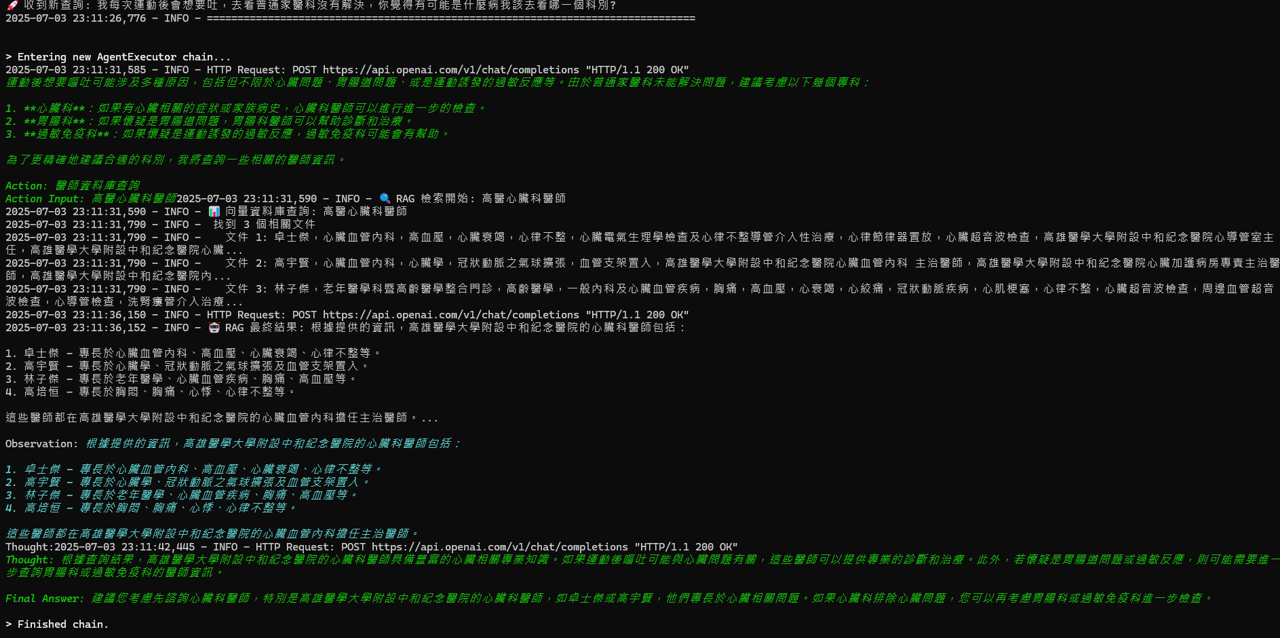 🚀 收到新查詢: 我每次運動後會想要吐，去看普通家醫科沒有解決，你覺得有可能是什麼病我該去看哪一個科別?
2025-07-03 23:11:26,776 - INFO - ================================================================================
> Entering new AgentExecutor chain...
2025-07-03 23:11:31,585 - INFO - HTTP Request: POST https://api.openai.com/v1/chat/completions "HTTP/1.1 200 OK"
運動後想要嘔吐可能涉及多種原因，包括但不限於心臟問題、胃腸道問題、或是運動誘發的過敏反應等。由於普通家醫科未能解決問題，建議考慮以下幾個專科：
1. **心臟科**：如果有心臟相關的症狀或家族病史，心臟科醫師可以進行進一步的檢查。
2. **胃腸科**：如果懷疑是胃腸道問題，胃腸科醫師可以幫助診斷和治療。
3. **過敏免疫科**：如果懷疑是運動誘發的過敏反應，過敏免疫科可能會有幫助。
為了更精確地建議合適的科別，我將查詢一些相關的醫師資訊。
Action: 醫師資料庫查詢
Action Input: 高醫心臟科醫師2025-07-03 23:11:31,590 - INFO - 🔍 RAG 檢索開始: 高醫心臟科醫師
2025-07-03 23:11:31,590 - INFO - 📊 向量資料庫查詢: 高醫心臟科醫師
2025-07-03 23:11:31,790 - INFO -  找到 3 個相關文件
2025-07-03 23:11:31,790 - INFO -    文件 1: 卓士傑，心臟血管內科，高血壓，心臟衰竭，心律不整，心臟電氣生理學檢查及心律不整導管介入性治療，心律節律器置放，心臟超音波檢查，高雄醫學大學附設中和紀念醫院心導管室主
任，高雄醫學大學附設中和紀念醫院心臟...
2025-07-03 23:11:31,790 - INFO -    文件 2: 高宇賢，心臟血管內科，心臟學，冠狀動脈之氣球擴張，血管支架置入，高雄醫學大學附設中和紀念醫院心臟血管內科 主治醫師，高雄醫學大學附設中和紀念醫院心臟加護病房專責主治醫
師，高雄醫學大學附設中和紀念醫院內...
2025-07-03 23:11:31,790 - INFO -    文件 3: 林子傑，老年醫學科暨高齡醫學整合門診，高齡醫學，一般內科及心臟血管疾病，胸痛，高血壓，心衰竭，心絞痛，冠狀動脈疾病，心肌梗塞，心律不整，心臟超音波檢查，周邊血管超音
波檢查，心導管檢查，洗腎瘻管介入治療...
2025-07-03 23:11:36,150 - INFO - HTTP Request: POST https://api.openai.com/v1/chat/completions "HTTP/1.1 200 OK"
2025-07-03 23:11:36,152 - INFO - 🤖 RAG 最終結果: 根據提供的資訊，高雄醫學大學附設中和紀念醫院的心臟科醫師包括：
1. 卓士傑 - 專長於心臟血管內科、高血壓、心臟衰竭、心律不整等。
2. 高宇賢 - 專長於心臟學、冠狀動脈之氣球擴張及血管支架置入。
3. 林子傑 - 專長於老年醫學、心臟血管疾病、胸痛、高血壓等。
4. 高培恒 - 專長於胸悶、胸痛、心悸、心律不整等。
這些醫師都在高雄醫學大學附設中和紀念醫院的心臟血管內科擔任主治醫師。...
Observation: 根據提供的資訊，高雄醫學大學附設中和紀念醫院的心臟科醫師包括：
1. 卓士傑 - 專長於心臟血管內科、高血壓、心臟衰竭、心律不整等。
2. 高宇賢 - 專長於心臟學、冠狀動脈之氣球擴張及血管支架置入。
3. 林子傑 - 專長於老年醫學、心臟血管疾病、胸痛、高血壓等。
4. 高培恒 - 專長於胸悶、胸痛、心悸、心律不整等。
這些醫師都在高雄醫學大學附設中和紀念醫院的心臟血管內科擔任主治醫師。
Thought:2025-07-03 23:11:42,445 - INFO - HTTP Request: POST https://api.openai.com/v1/chat/completions "HTTP/1.1 200 OK"
Thought: 根據查詢結果，高雄醫學大學附設中和紀念醫院的心臟科醫師具備豐富的心臟相關專業知識。如果運動後嘔吐可能與心臟問題有關，這些醫師可以提供專業的診斷和治療。此外，若懷疑是胃腸道問題或過敏反應，則可能需要進一
步查詢胃腸科或過敏免疫科的醫師資訊。
Final Answer: 建議您考慮先諮詢心臟科醫師，特別是高雄醫學大學附設中和紀念醫院的心臟科醫師，如卓士傑或高宇賢，他們專長於心臟相關問題。如果心臟科排除心臟問題，您可以再考慮胃腸科或過敏免疫科進一步檢查。
> Finished chain.